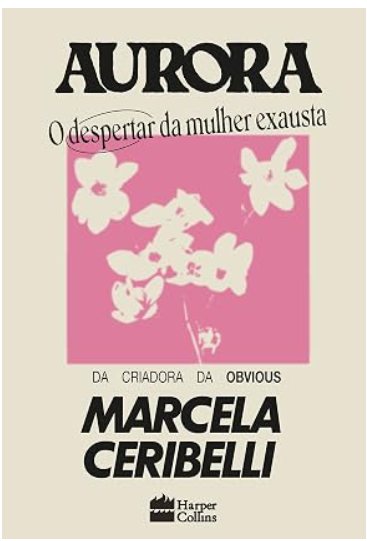 AURORA
O despertar da mulher exausta
DA CRIADORA DA OBVIOUS
MARCELA
CERIBELLI
Harper
Collins